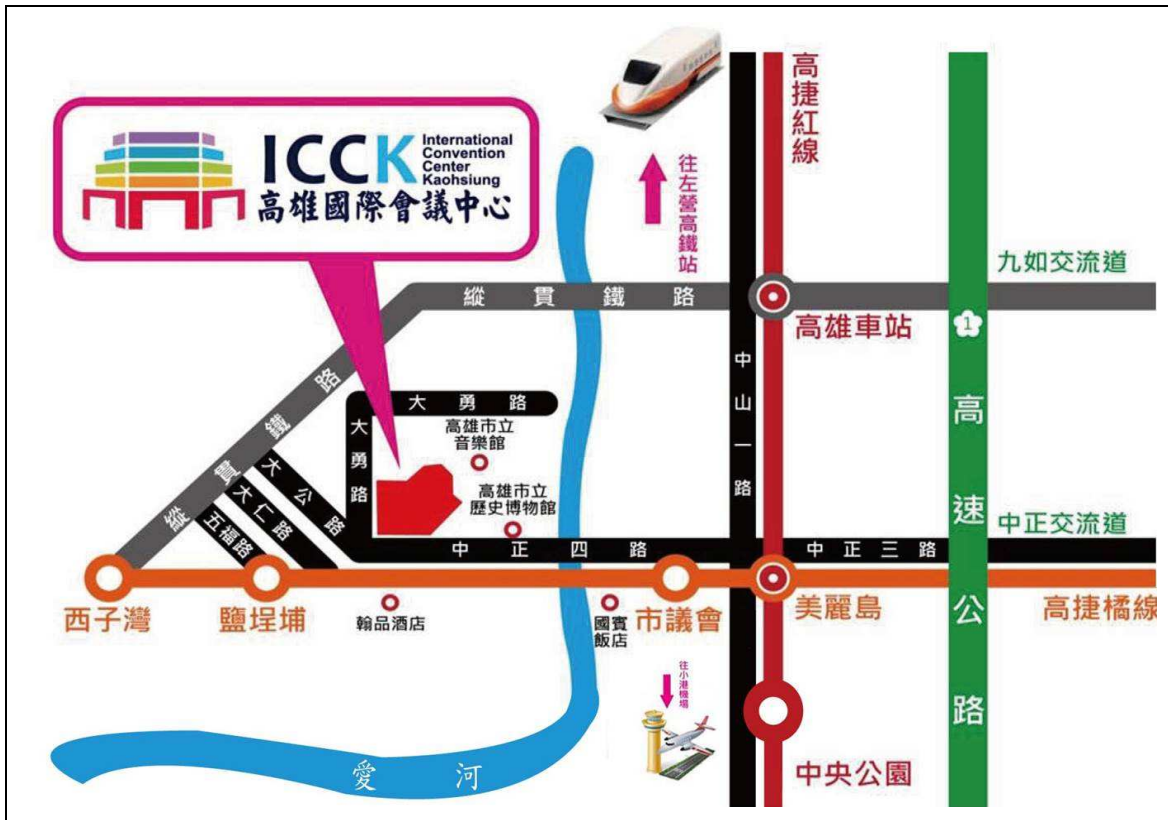 ICCK
International
Convention
Center
Kaohsiung
高雄國際會議中心
往左營高鐵站
高捷紅線
九如交流道
縱貫鐵路
高雄車站
1
高速公路
中山一路
縱貫鐵路
大勇路
大勇路
高雄市立
音樂館
高雄市立
歷史博物館
大公路
大仁路
五福路
中正四路
中正三路
中正交流道
西子灣
鹽埕埔
翰品酒店
國賓
飯店
市議會
美麗島
高捷橘線
往小港機場
中央公園
愛河